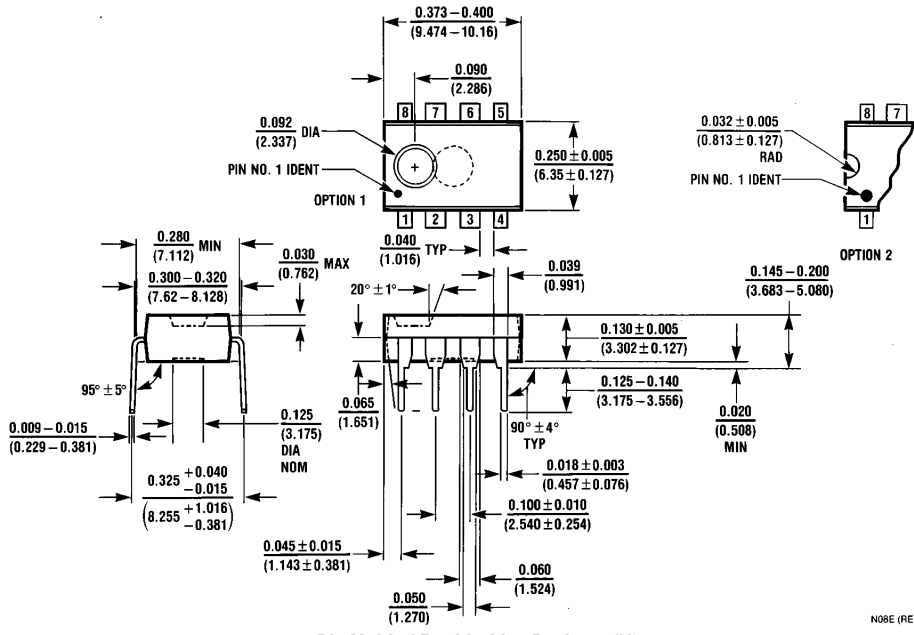 0.373 – 0.400
(9.474 – 10.16)
0.090
(2.286)
8 7 6 5
0.092 DIA
(2.337)
PIN NO. 1 IDENT
OPTION 1
1 2 3 4
0.250 ± 0.005
(6.35 ± 0.127)
8 7
0.032 ± 0.005
(0.813 ± 0.127)
RAD
PIN NO. 1 IDENT
1
OPTION 2
0.280 MIN
(7.112)
0.300 – 0.320
(7.62 – 8.128)
0.030 MAX
(0.762)
0.040 TYP
(1.016)
0.039
(0.991)
20° ± 1°
0.145 – 0.200
(3.683 – 5.080)
0.130 ± 0.005
(3.302 ± 0.127)
95° ± 5°
0.065
(1.651)
0.125 – 0.140
(3.175 – 3.556)
0.020
(0.508)
MIN
90° ± 4°
TYP
0.009 – 0.015
(0.229 – 0.381)
0.125
(3.175)
DIA
NOM
0.018 ± 0.003
(0.457 ± 0.076)
0.325 +0.040
−0.015
(8.255 +1.016
−0.381)
0.100 ± 0.010
(2.540 ± 0.254)
0.045 ± 0.015
(1.143 ± 0.381)
0.060
(1.524)
0.050
(1.270)
N08E (RE